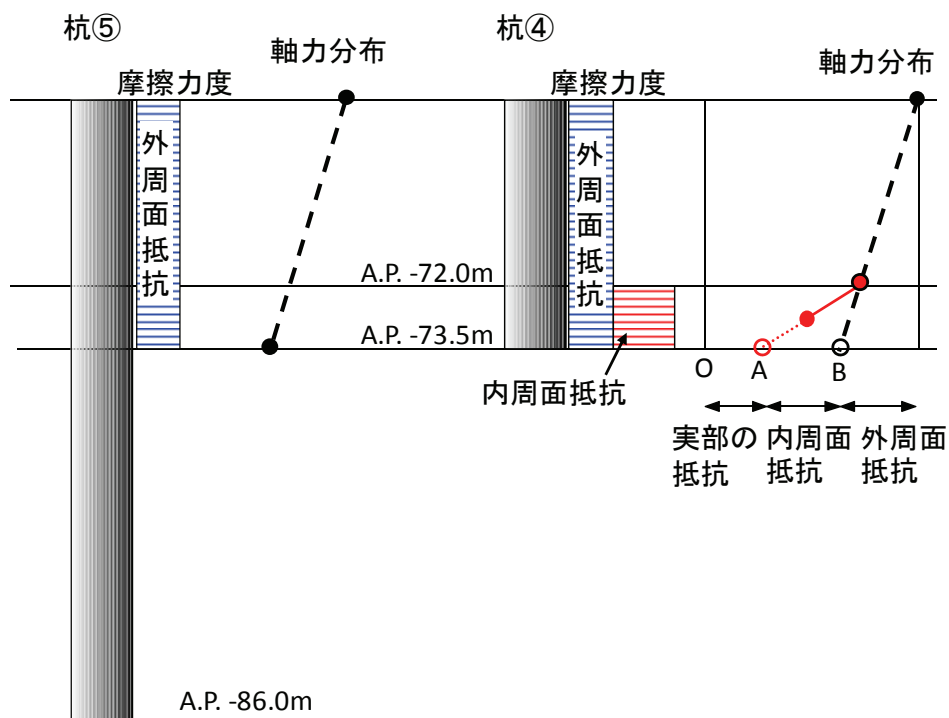 杭⑤
軸力分布
摩擦力度
外周面抵抗
A.P. -86.0m
杭④
軸力分布
摩擦力度
外周面抵抗
A.P. -72.0m
A.P. -73.5m
内周面抵抗
O A B
実部の
抵抗
内周面
抵抗
外周面
抵抗